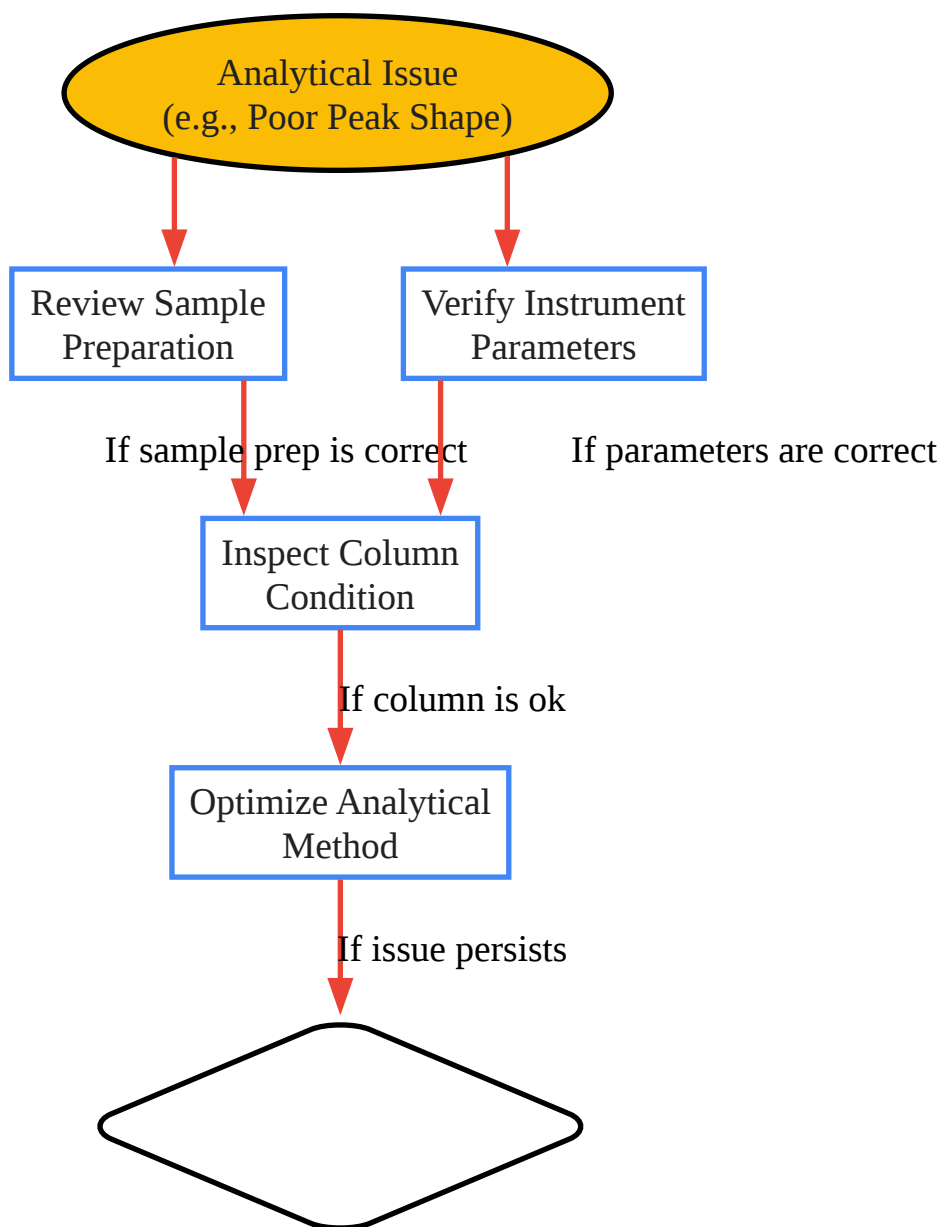 Analytical Issue
(e.g., Poor Peak Shape)
Review Sample
Preparation
Verify Instrument
Parameters
If sample prep is correct
If parameters are correct
Inspect Column
Condition
If column is ok
Optimize Analytical
Method
If issue persists